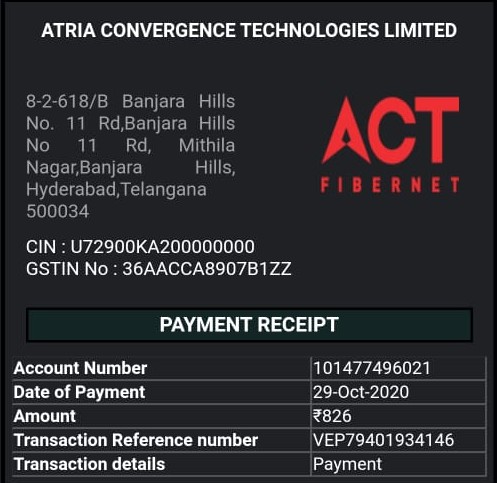 ATRIA CONVERGENCE TECHNOLOGIES LIMITED
8-2-618/B Banjara Hills
No. 11 Rd,Banjara Hills
No 11 Rd, Mithila
Nagar,Banjara Hills,
Hyderabad,Telangana
500034
ACT
FIBERNET
CIN : U72900KA200000000
GSTIN No : 36AACCA8907B1ZZ
PAYMENT RECEIPT
Account Number 101477496021
Date of Payment 29-Oct-2020
Amount ₹826
Transaction Reference number VEP79401934146
Transaction details Payment